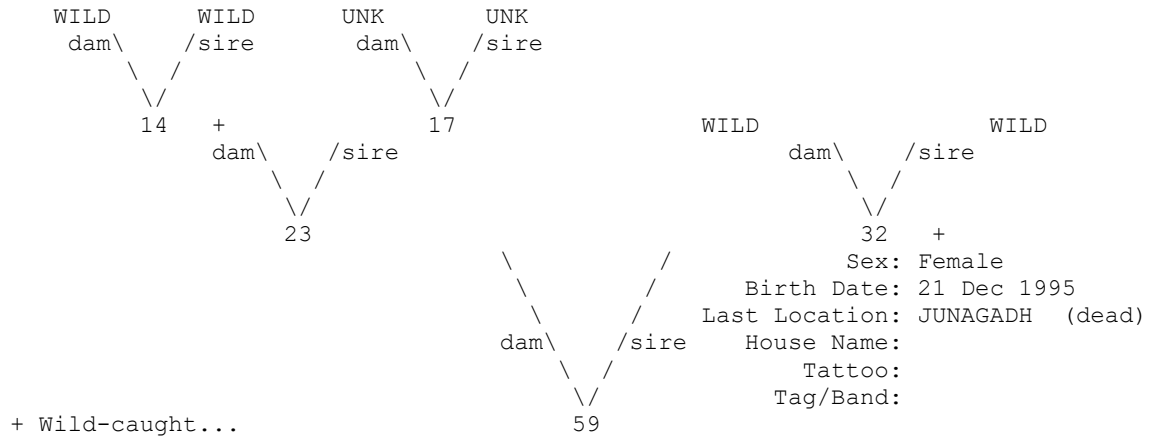 WILD WILD UNK UNK
dam\ /sire dam\ /sire
\ / \ /
\/ \/
14 + 17 WILD WILD
dam\ /sire dam\ /sire
\ / \ /
\/ \/
23 32 +
\ / Sex: Female
\ / Birth Date: 21 Dec 1995
\ / Last Location: JUNAGADH (dead)
dam\ /sire House Name:
\ / Tattoo:
\/ Tag/Band:
+ Wild-caught... 59